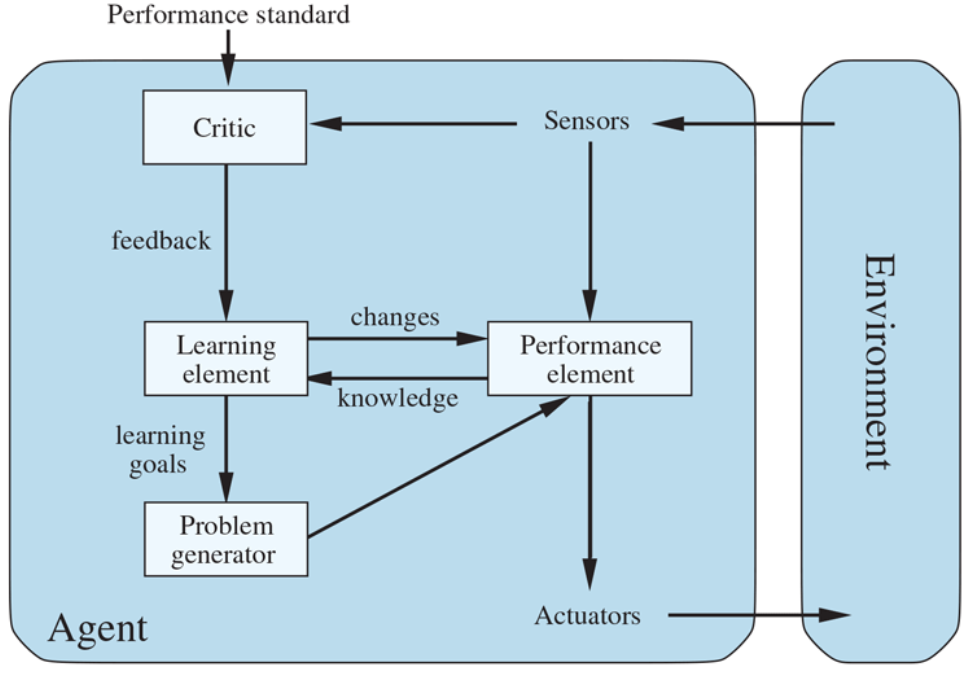 Performance standard
Critic
Sensors
feedback
Learning
element
changes
knowledge
Performance
element
Environment
learning
goals
Problem
generator
Agent
Actuators